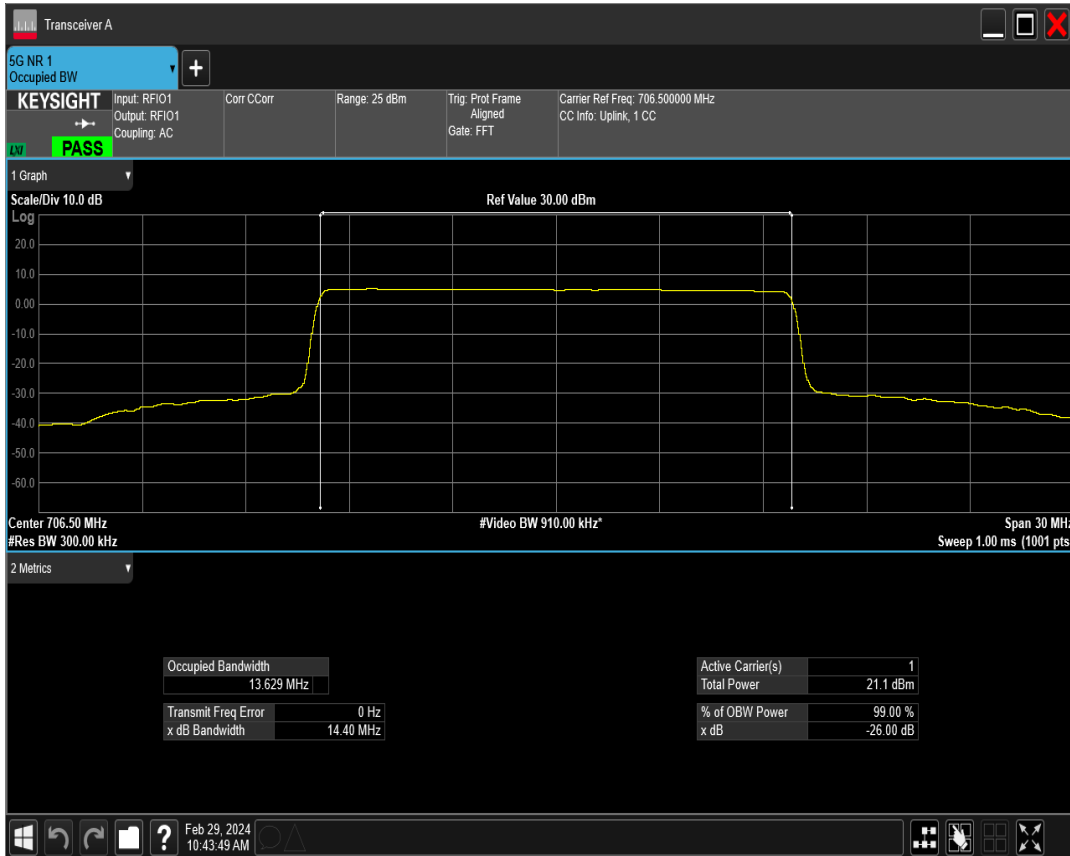 Transceiver A
5G NR 1
Occupied BW
KEYSIGHT
LXI
PASS
Input: RFIO1
Output: RFIO1
Coupling: AC
Corr CCorr
Range: 25 dBm
Trig: Prot Frame
Aligned
Gate: FFT
Carrier Ref Freq: 706.500000 MHz
CC Info: Uplink, 1 CC
1 Graph
Scale/Div 10.0 dB
Ref Value 30.00 dBm
Log
20.0
10.0
0.00
-10.0
-20.0
-30.0
-40.0
-50.0
-60.0
Center 706.50 MHz
#Video BW 910.00 kHz*
Span 30 MHz
#Res BW 300.00 kHz
Sweep 1.00 ms (1001 pts
2 Metrics
Occupied Bandwidth
13.629 MHz
Transmit Freq Error 0 Hz
x dB Bandwidth 14.40 MHz
Active Carrier(s) 1
Total Power 21.1 dBm
% of OBW Power 99.00 %
x dB -26.00 dB
?
Feb 29, 2024
10:43:49 AM